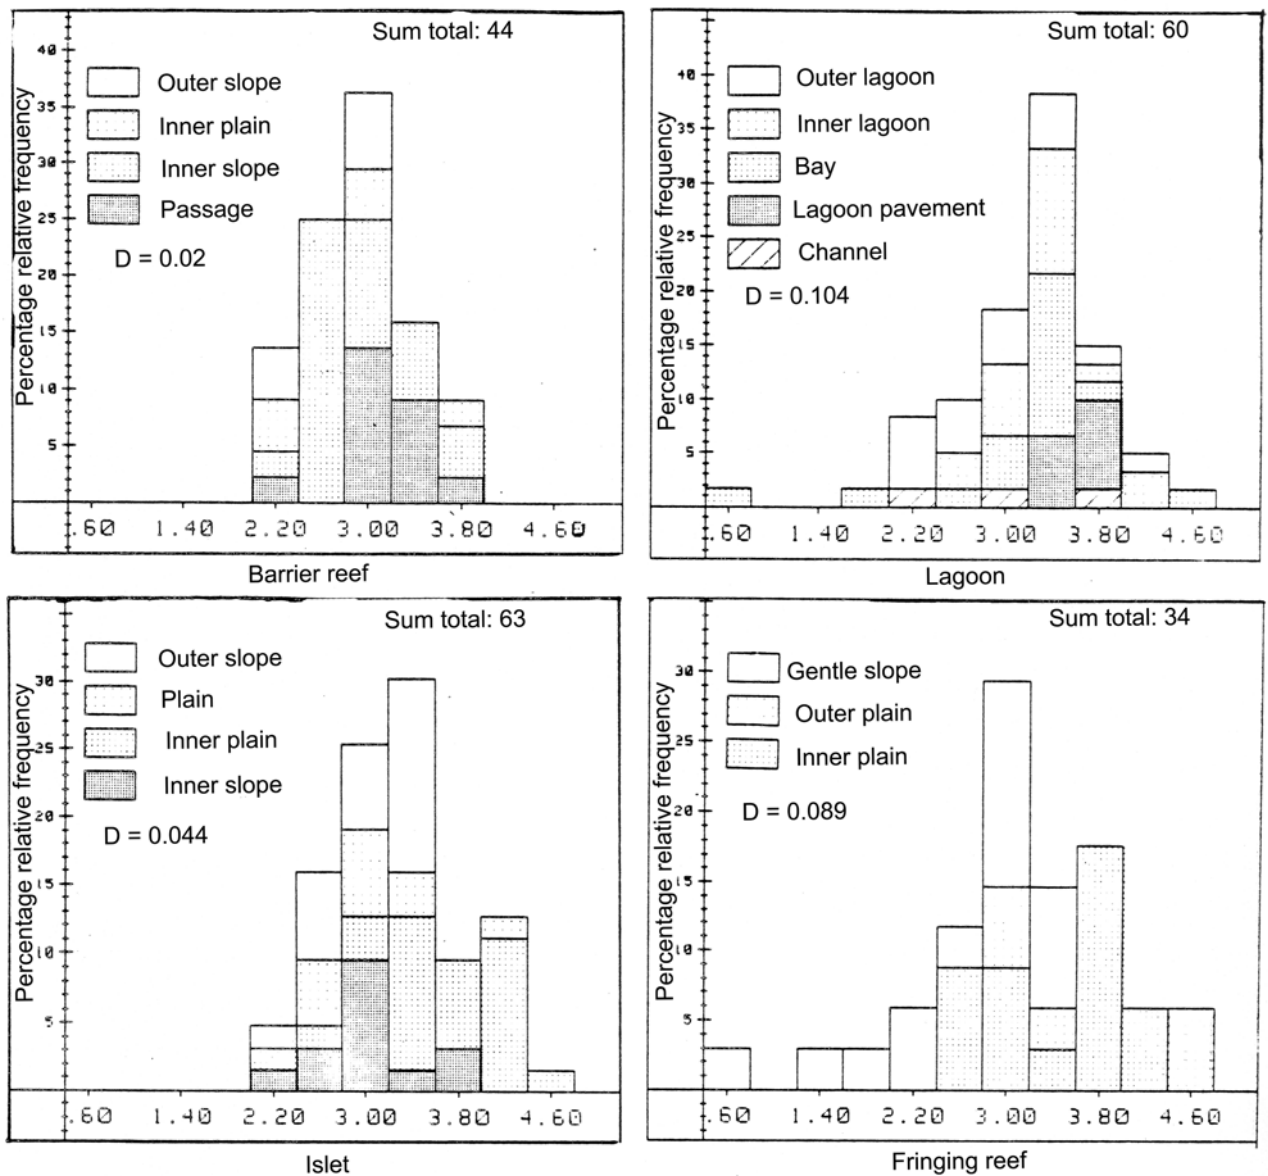 Sum total: 44
Percentage relative frequency
40
35
30
25
20
15
10
5
Outer slope
Inner plain
Inner slope
Passage
D = 0.02
.60 1.40 2.20 3.00 3.80 4.60
Barrier reef
Sum total: 60
Percentage relative frequency
40
35
30
25
20
15
10
5
Outer lagoon
Inner lagoon
Bay
Lagoon pavement
Channel
D = 0.104
.60 1.40 2.20 3.00 3.80 4.60
Lagoon
Sum total: 63
Percentage relative frequency
30
25
20
15
10
5
Outer slope
Plain
Inner plain
Inner slope
D = 0.044
.60 1.40 2.20 3.00 3.80 4.60
Islet
Sum total: 34
Percentage relative frequency
30
25
20
15
10
5
Gentle slope
Outer plain
Inner plain
D = 0.089
.60 1.40 2.20 3.00 3.80 4.60
Fringing reef